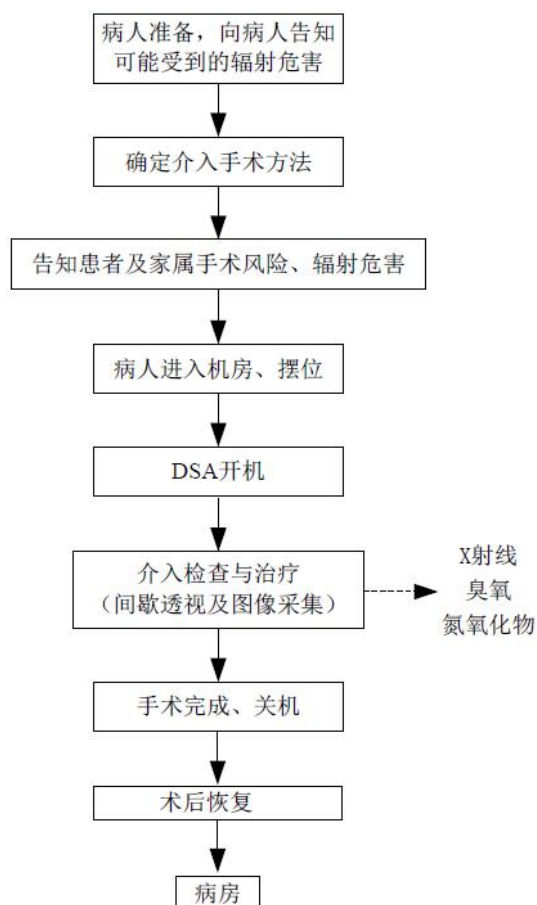 病人准备，向病人告知
可能受到的辐射危害
确定介入手术方法
告知患者及家属手术风险、辐射危害
病人进入机房、摆位
DSA开机
介入检查与治疗
（间歇透视及图像采集）
X射线
臭氧
氮氧化物
手术完成、关机
术后恢复
病房